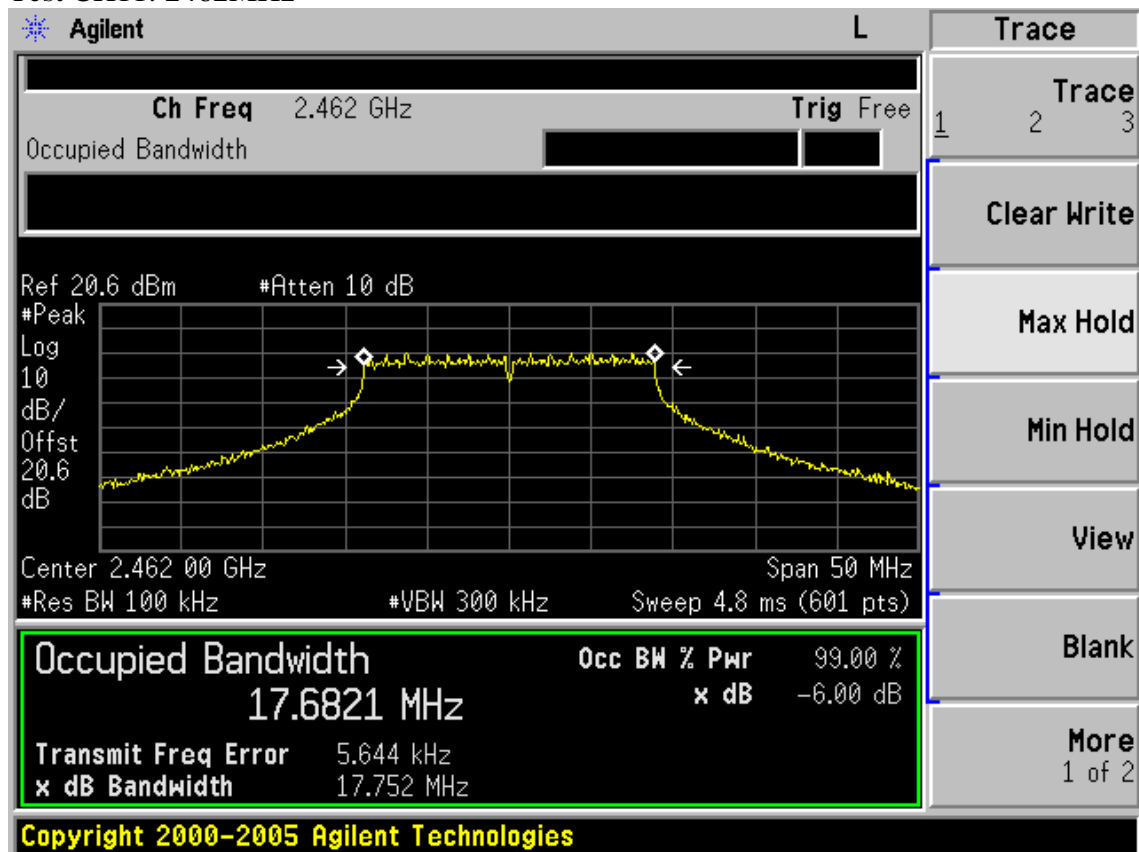 Agilent L Trace
Ch Freq 2.462 GHz Trig Free
Occupied Bandwidth
Trace
1 2 3
Clear Write
Max Hold
Min Hold
View
Blank
More
1 of 2
Ref 20.6 dBm #Atten 10 dB
#Peak
Log
10
dB/
Offst
20.6
dB
Center 2.462 00 GHz Span 50 MHz
#Res BW 100 kHz #VBW 300 kHz Sweep 4.8 ms (601 pts)
Occupied Bandwidth Occ BW % Pwr 99.00 %
17.6821 MHz x dB -6.00 dB
Transmit Freq Error 5.644 kHz
x dB Bandwidth 17.752 MHz
Copyright 2000-2005 Agilent Technologies